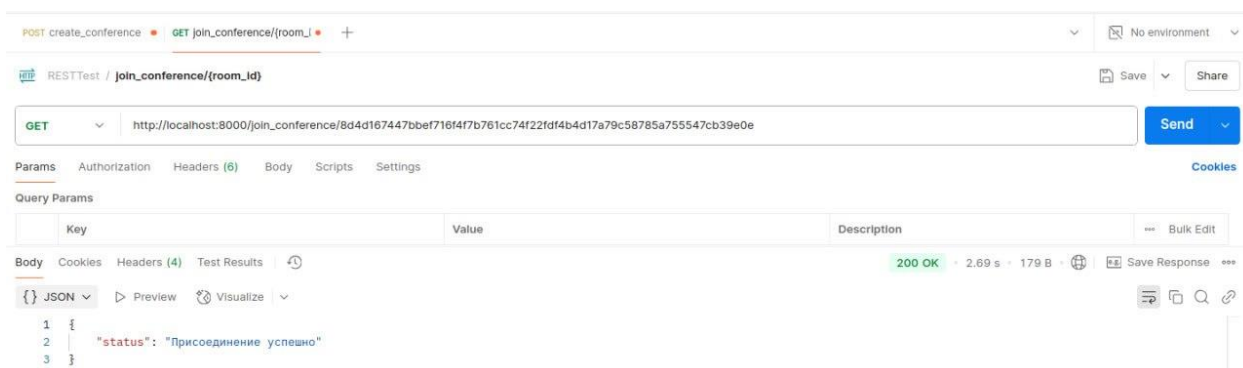 POST create_conference GET join_conference/{room_i No environment
HTTP RESTTest / join_conference/{room_id} Save Share
GET http://localhost:8000/join_conference/8d4d167447bbef716f4f7b761cc74f22fdf4b4d17a79c58785a755547cb39e0e Send
Params Authorization Headers (6) Body Scripts Settings Cookies
Query Params
Key Value Description Bulk Edit
Body Cookies Headers (4) Test Results 200 OK 2.69 s 179 B e.g. Save Response
{} JSON Preview Visualize
1 {
2 "status": "Присоединение успешно"
3 }